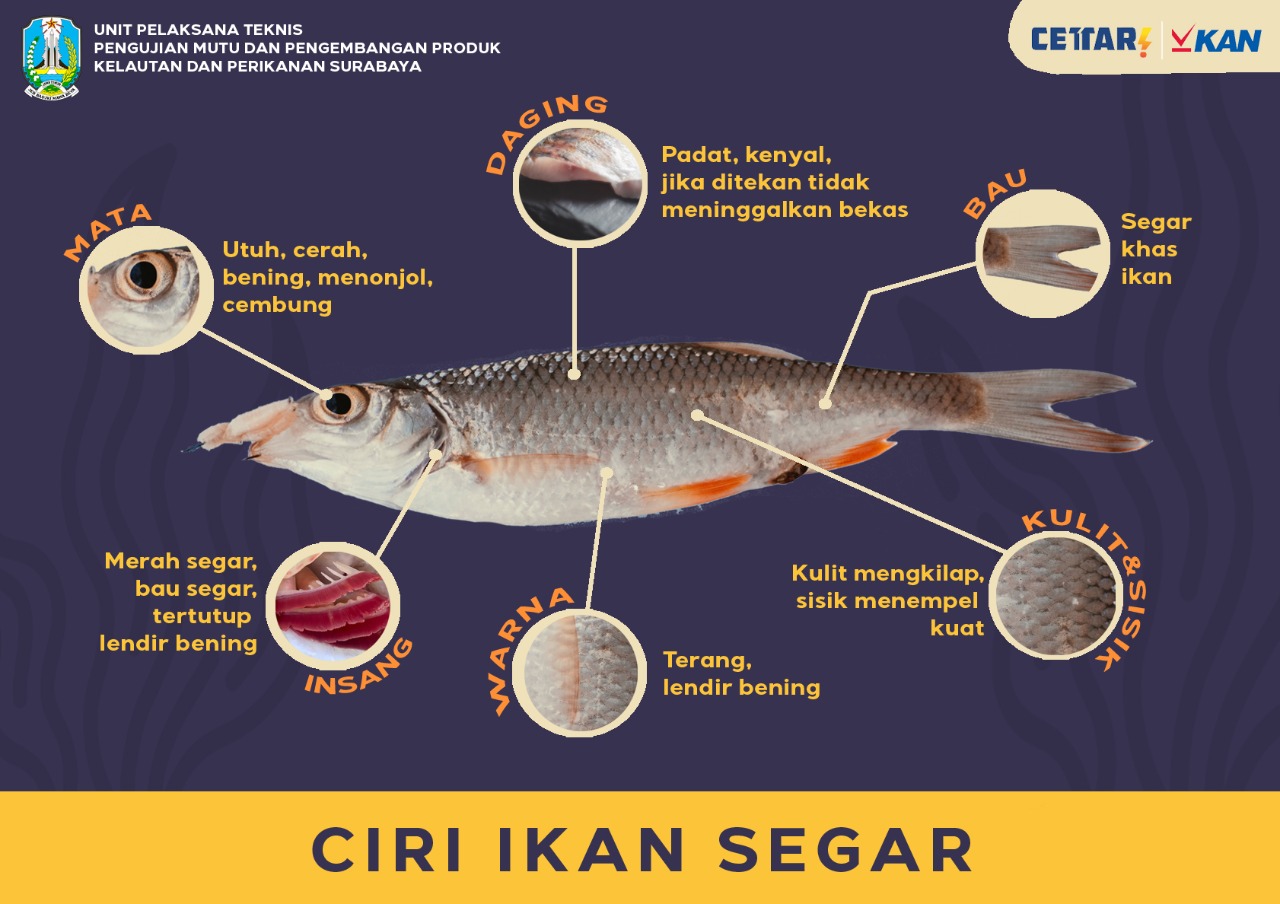 UNIT PELAKSANA TEKNIS
PENGUJIAN MUTU DAN PENGEMBANGAN PRODUK
KELAUTAN DAN PERIKANAN SURABAYA
CETTAR!
KAN
DAGING
Padat, kenyal,
jika ditekan tidak
meninggalkan bekas
BAU
Segar
khas
ikan
MATA
Utuh, cerah,
bening, menonjol,
cembung
Merah segar,
bau segar,
tertutup
lendir bening
INSANG
WARNA
Terang,
lendir bening
KULIT&SISIK
Kulit mengkilap,
sisik menempel
kuat
CIRI IKAN SEGAR